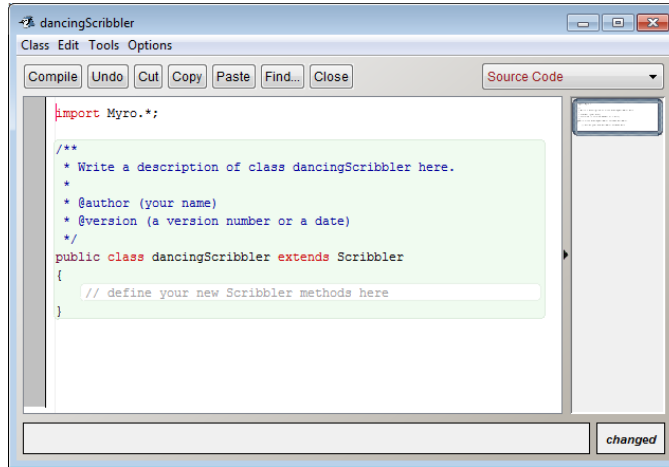 dancingScribbler
Class Edit Tools Options
Compile Undo Cut Copy Paste Find... Close Source Code
import Myro.*;
/**
* Write a description of class dancingScribbler here.
*
* @author (your name)
* @version (a version number or a date)
*/
public class dancingScribbler extends Scribbler
{
// define your new Scribbler methods here
}
changed